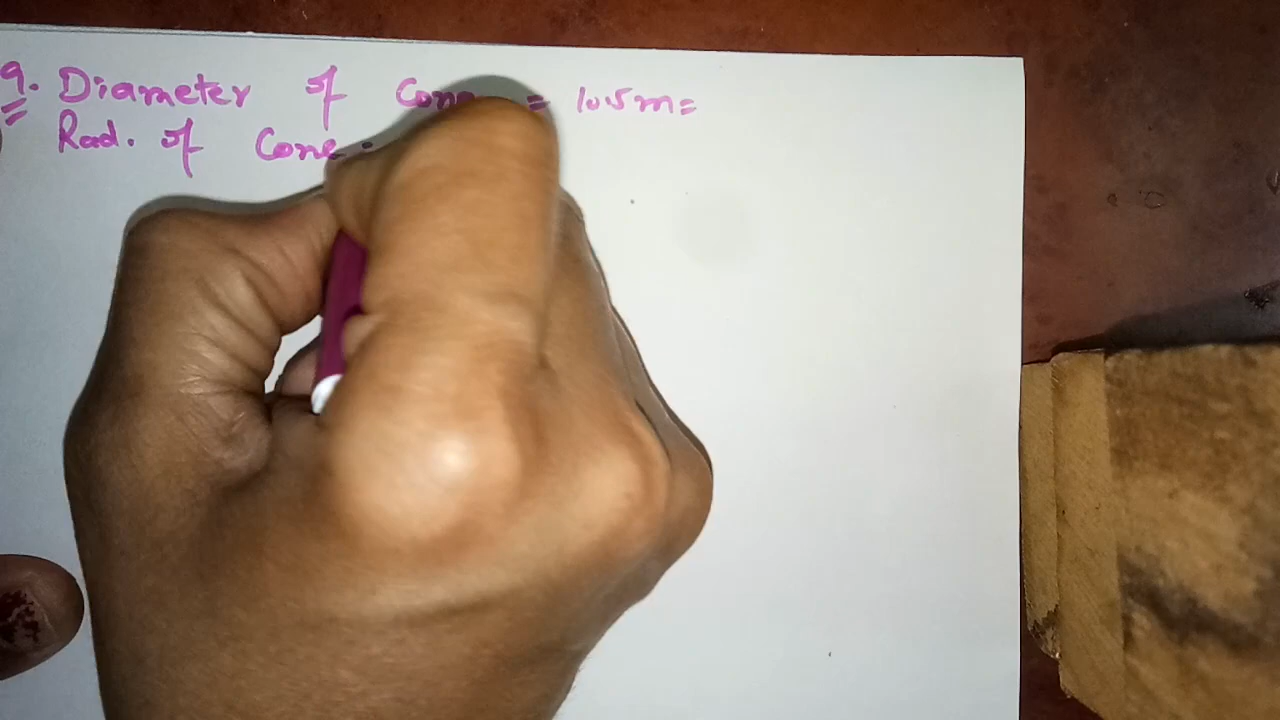 9. Diameter of Cone = 10.5m=
Rad. of Cone